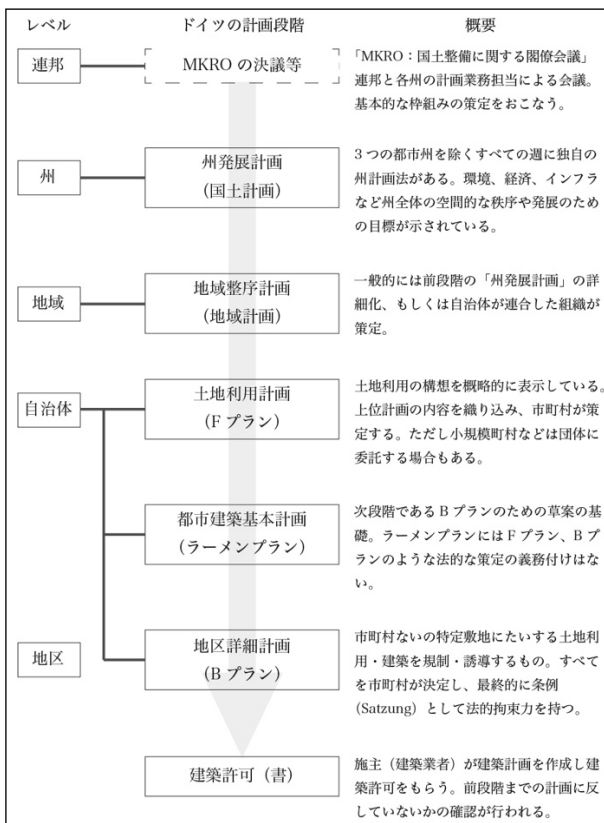 レベル
ドイツの計画段階
概要
連邦
MKRO の決議等
「MKRO：国土整備に関する閣僚会議」
連邦と各州の計画業務担当による会議。
基本的な枠組みの策定をおこなう。
州
州発展計画
(国土計画)
3 つの都市州を除くすべての週に独自の
州計画法がある。環境、経済、インフラ
など州全体の空間的な秩序や発展のため
の目標が示されている。
地域
地域整序計画
(地域計画)
一般的には前段階の「州発展計画」の詳
細化、もしくは自治体が連合した組織が
策定。
自治体
土地利用計画
(F プラン)
土地利用の構想を概略的に表示している。
上位計画の内容を織り込み、市町村が策
定する。ただし小規模町村などは団体に
委託する場合もある。
都市建築基本計画
(ラーメンプラン)
次段階である B プランのための草案の基
礎。ラーメンプランには F プラン、B プ
ランのような法的な策定の義務付けはな
い。
地区
地区詳細計画
(B プラン)
市町村ないの特定敷地にたいする土地利
用・建築を規制・誘導するもの。すべて
を市町村が決定し、最終的に条例
(Satzung) として法的拘束力を持つ。
建築許可（書）
施主（建築業者）が建築計画を作成し建
築許可をもらう。前段階までの計画に反
していないかの確認が行われる。